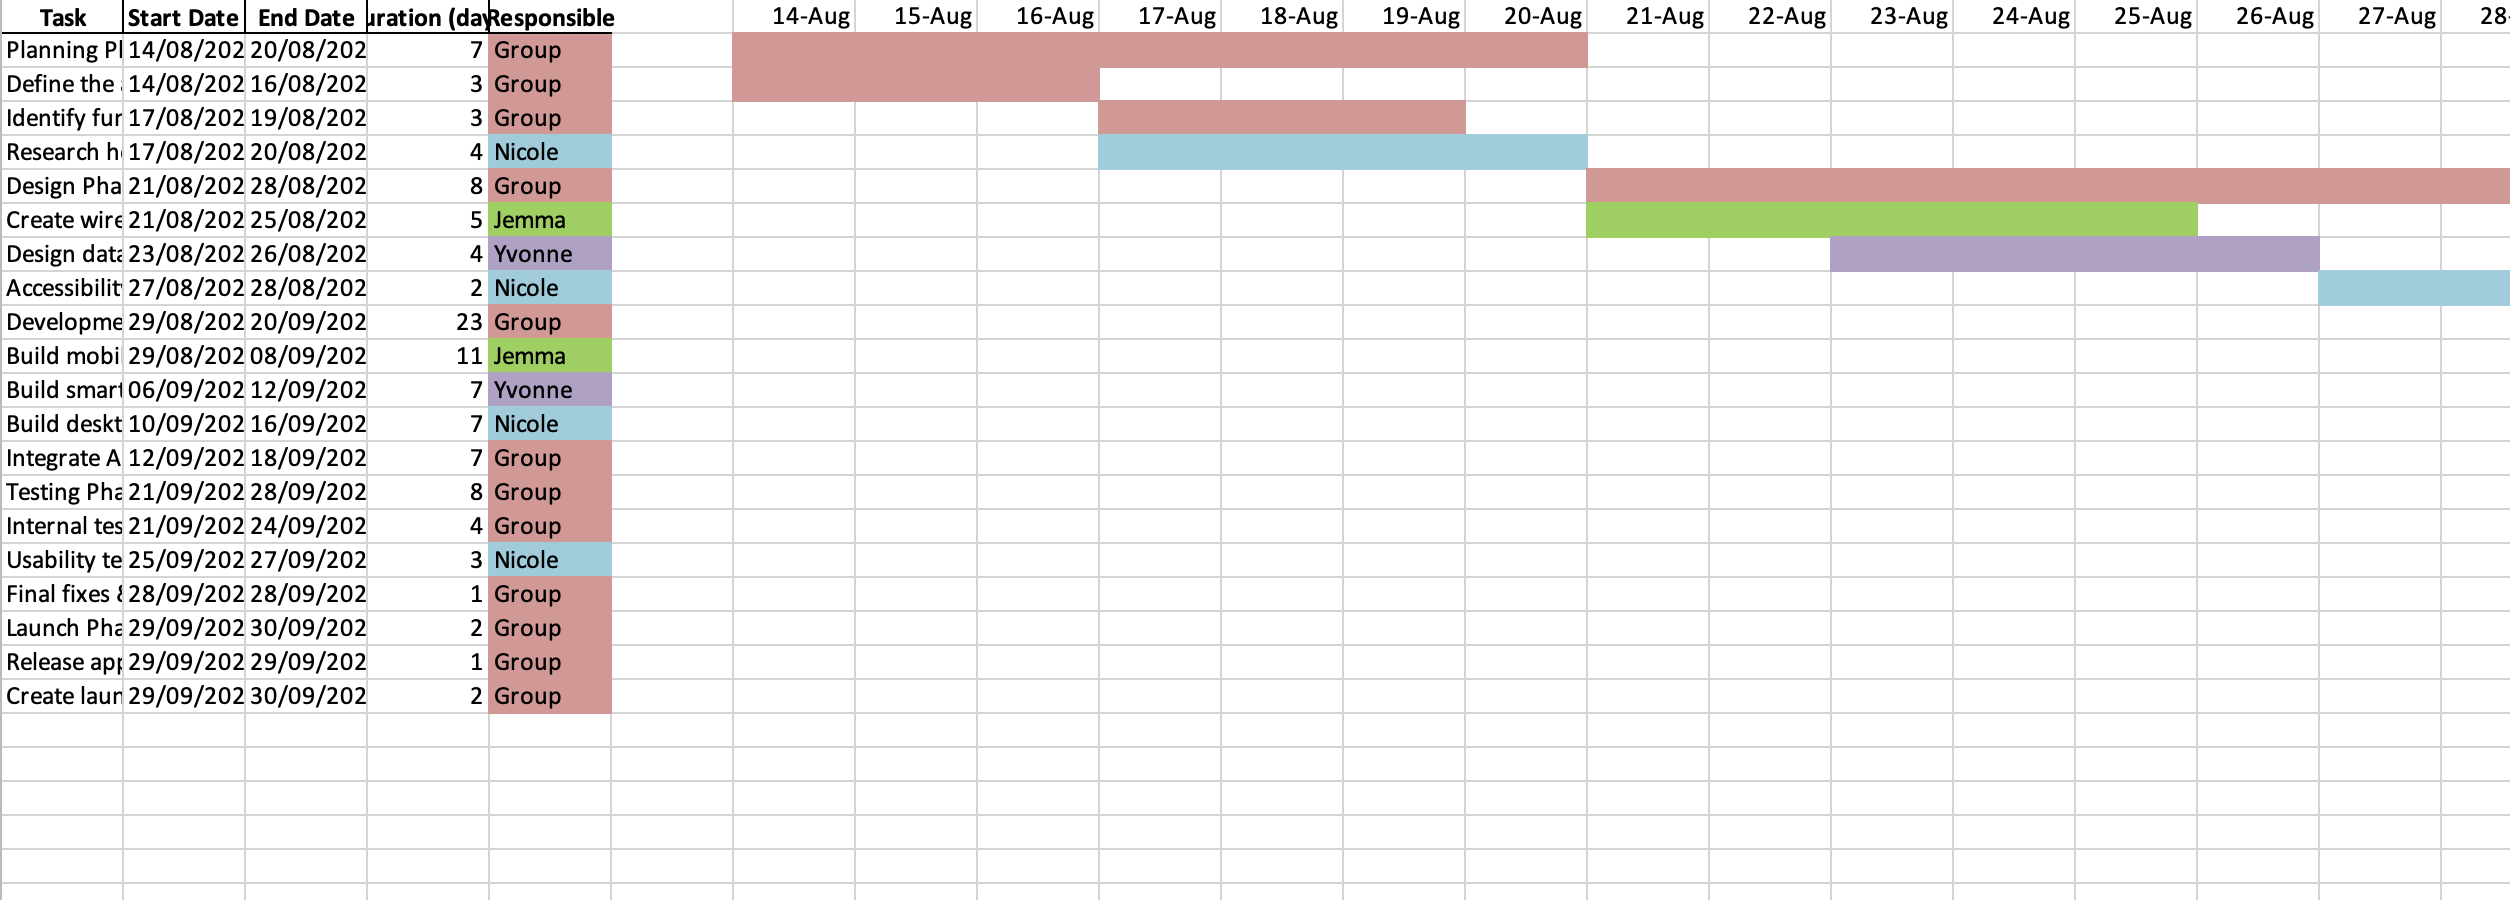 Task Start Date End Date uration (day Responsible 14-Aug 15-Aug 16-Aug 17-Aug 18-Aug 19-Aug 20-Aug 21-Aug 22-Aug 23-Aug 24-Aug 25-Aug 26-Aug 27-Aug 28-
Planning Pl 14/08/202 20/08/202 7 Group
Define the 14/08/202 16/08/202 3 Group
Identify fun 17/08/202 19/08/202 3 Group
Research h 17/08/202 20/08/202 4 Nicole
Design Pha 21/08/202 28/08/202 8 Group
Create wire 21/08/202 25/08/202 5 Jemma
Design data 23/08/202 26/08/202 4 Yvonne
Accessibilit 27/08/202 28/08/202 2 Nicole
Developme 29/08/202 20/09/202 23 Group
Build mobi 29/08/202 08/09/202 11 Jemma
Build smart 06/09/202 12/09/202 7 Yvonne
Build deskt 10/09/202 16/09/202 7 Nicole
Integrate A 12/09/202 18/09/202 7 Group
Testing Pha 21/09/202 28/09/202 8 Group
Internal tes 21/09/202 24/09/202 4 Group
Usability te 25/09/202 27/09/202 3 Nicole
Final fixes & 28/09/202 28/09/202 1 Group
Launch Pha 29/09/202 30/09/202 2 Group
Release app 29/09/202 29/09/202 1 Group
Create laun 29/09/202 30/09/202 2 Group